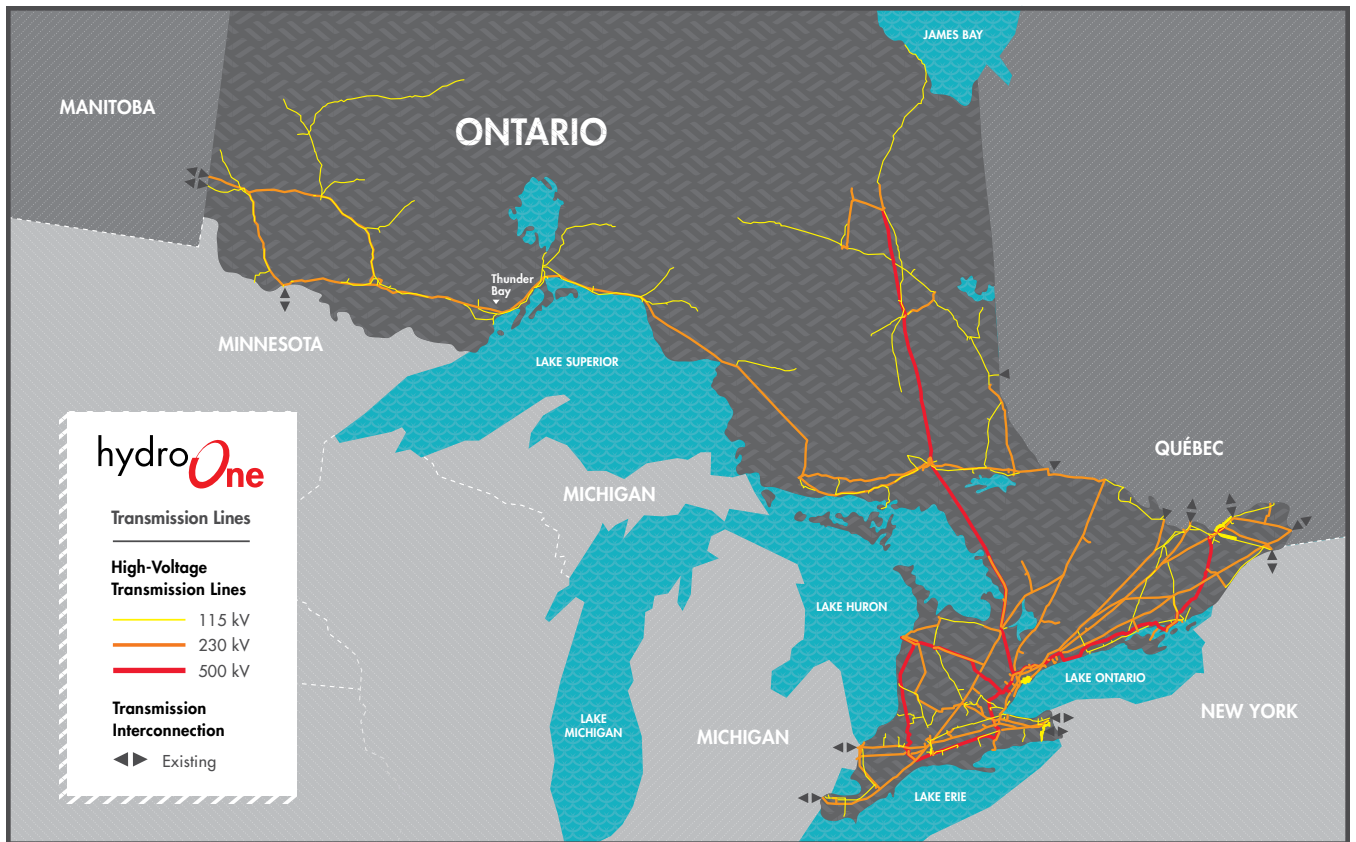 JAMES BAY
MANITOBA
ONTARIO
Thunder
Bay
MINNESOTA
LAKE SUPERIOR
QUÉBEC
MICHIGAN
LAKE HURON
LAKE ONTARIO
NEW YORK
LAKE
MICHIGAN
MICHIGAN
LAKE ERIE
hydroOne
Transmission Lines
High-Voltage
Transmission Lines
115 kV
230 kV
500 kV
Transmission
Interconnection
Existing